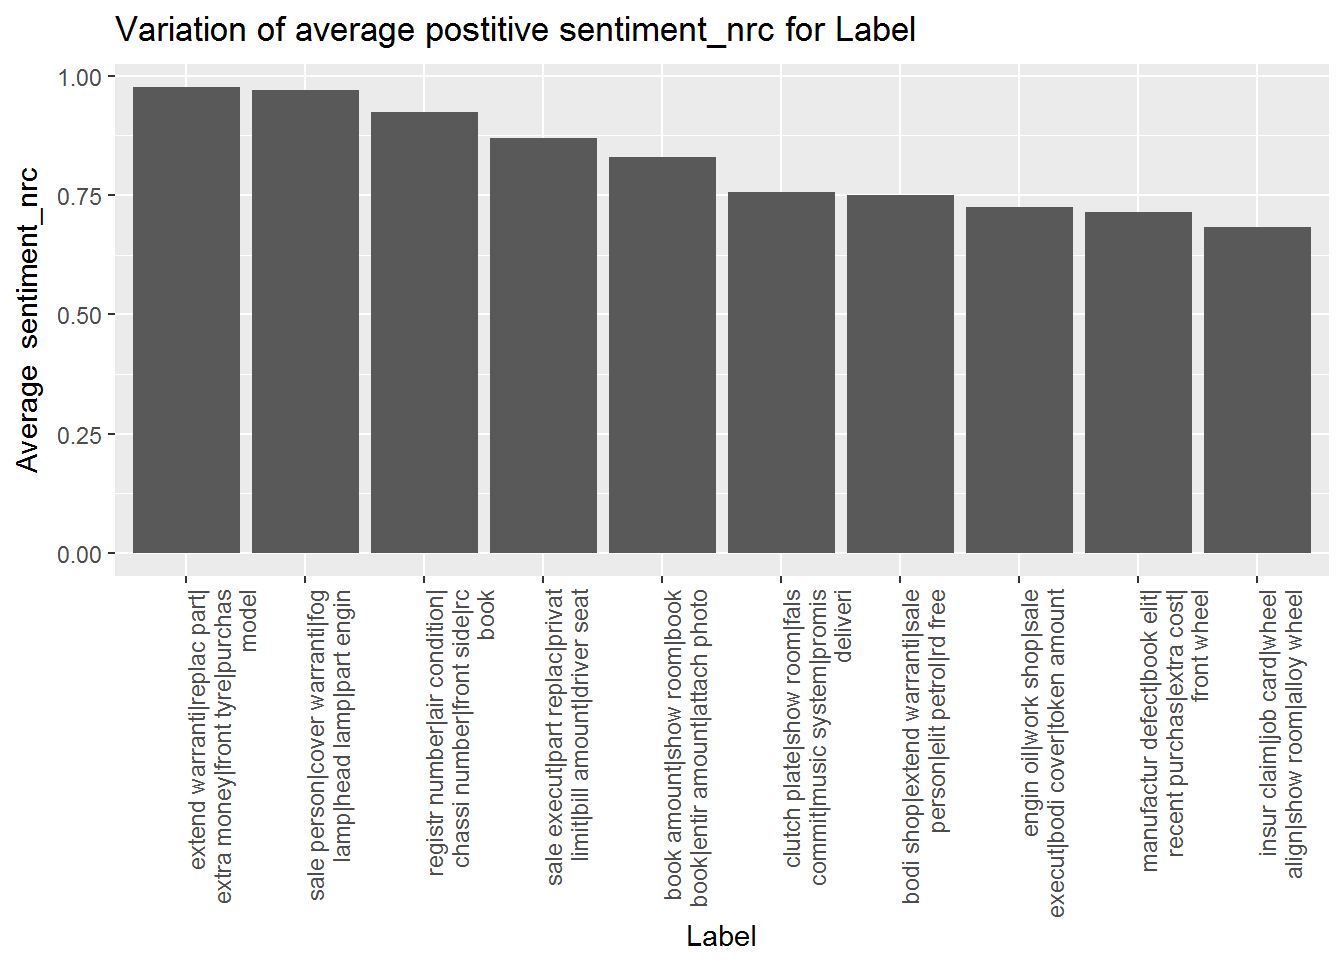 Variation of average postitive sentiment_nrc for Label
Average  sentiment_nrc
1.00
0.75
0.50
0.25
0.00
extend warranti|replac part|
extra money|front tyre|purchas
model
sale person|cover warranti|fog
lamp|head lamp|part engin
registr number|air condition|
chassi number|front side|rc
book
sale execut|part replac|privat
limit|bill amount|driver seat
book amount|show room|book
book|entir amount|attach photo
clutch plate|show room|fals
commit|music system|promis
deliveri
bodi shop|extend warranti|sale
person|elit petrol|rd free
engin oil|work shop|sale
execut|bodi cover|token amount
manufactur defect|book elit|
recent purchas|extra cost|
front wheel
insur claim|job card|wheel
align|show room|alloy wheel
Label